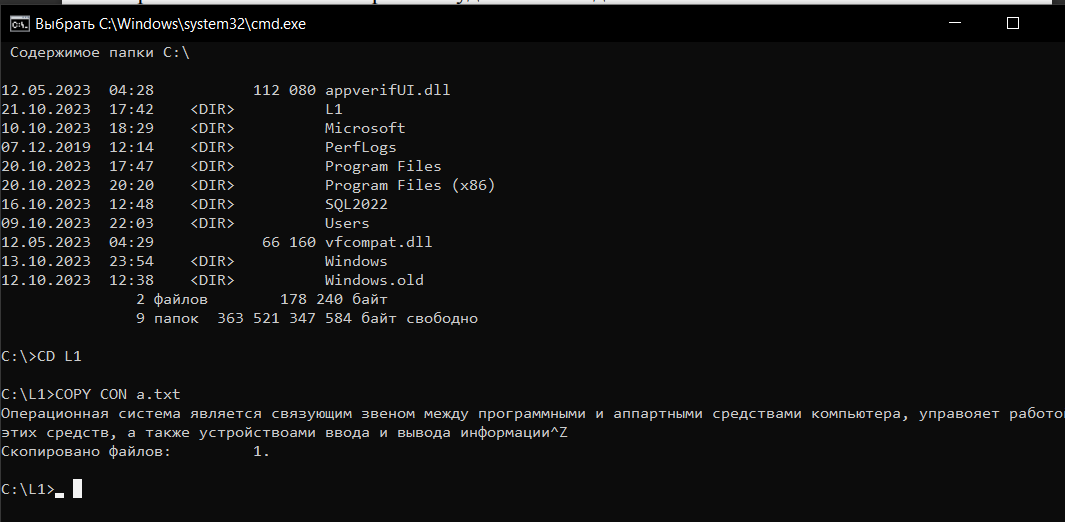 Выбрать C:\Windows\system32\cmd.exe
Содержимое папки C:\
12.05.2023  04:28           112 080 appverifUI.dll
21.10.2023  17:42    <DIR>          L1
10.10.2023  18:29    <DIR>          Microsoft
07.12.2019  12:14    <DIR>          PerfLogs
20.10.2023  17:47    <DIR>          Program Files
20.10.2023  20:20    <DIR>          Program Files (x86)
16.10.2023  12:48    <DIR>          SQL2022
09.10.2023  22:03    <DIR>          Users
12.05.2023  04:29            66 160 vfcompat.dll
13.10.2023  23:54    <DIR>          Windows
12.10.2023  12:38    <DIR>          Windows.old
2 файлов        178 240 байт
9 папок  363 521 347 584 байт свободно
C:\>CD L1
C:\L1>COPY CON a.txt
Операционная система является связующим звеном между программными и аппартными средствами компьютера, управояет работо
этих средств, а также устройствоами ввода и вывода информации^Z
Скопировано файлов:         1.
C:\L1>